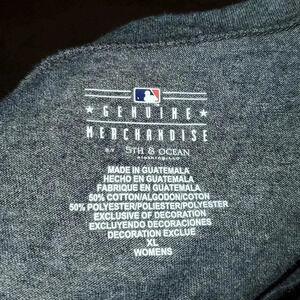 GENUINE
MERCHANDISE
BY 5TH & OCEAN
MADE IN GUATEMALA
HECHO EN GUATEMALA
FABRIQUE EN GUATEMALA
50% COTTON/ALGODON/COTON
50% POLYESTER/POLIESTER/POLYESTER
EXCLUSIVE OF DECORATION
EXCLUYENDO DECORACIONES
DECORATION EXCLUE
XL
WOMENS